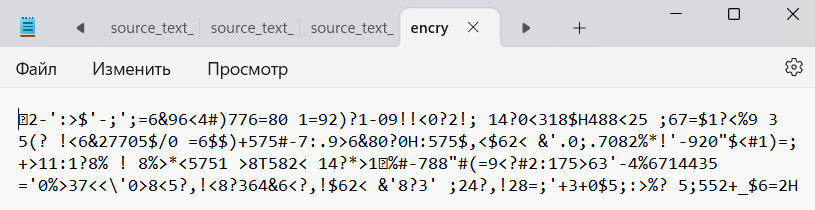 source_text_ source_text_ source_text_ encry
Файл Изменить Просмотр
2-':>$'-;';=6&96<4#)776=80 1=92)?1-09!!<0?2!; 14?0<318$H488<25 ;67=$1?<%9 3
5(? !<6&27705$/0 =6$$)+575#-7:.9>6&80?0H:575$,<$62< &'.0;.7082%*!'-920"$<#1)=;
+>11:1?8% ! 8%>*<5751 >8T582< 14?*>1%#-788"#(=9<?#2:175>63'-4%6714435
='0%>37<<\'0>8<5?,!<8?364&6<?,!$62< &'8?3' ;24?,!28=;'+3+0$5;:>%? 5;552+_$6=2H